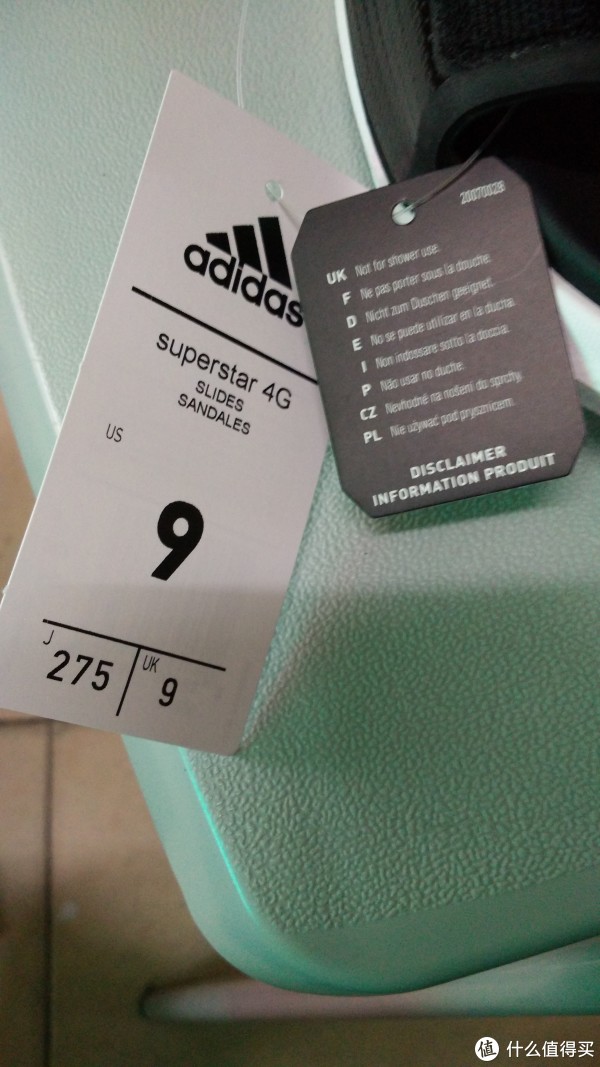 adidas
superstar 4G
SLIDES
SANDALES
US
9
J
275
UK
9
20070029
UK Not for shower use.
F Ne pas porter sous la douche.
D Nicht zum Duschen geeignet.
E No se puede utilizar en la ducha.
I Non indossare sotto la doccia.
P Não usar no duche.
CZ Nevhodné na nošení do sprchy.
PL Nie używać pod prysznicem.
DISCLAIMER
INFORMATION PRODUIT
值 什么值得买